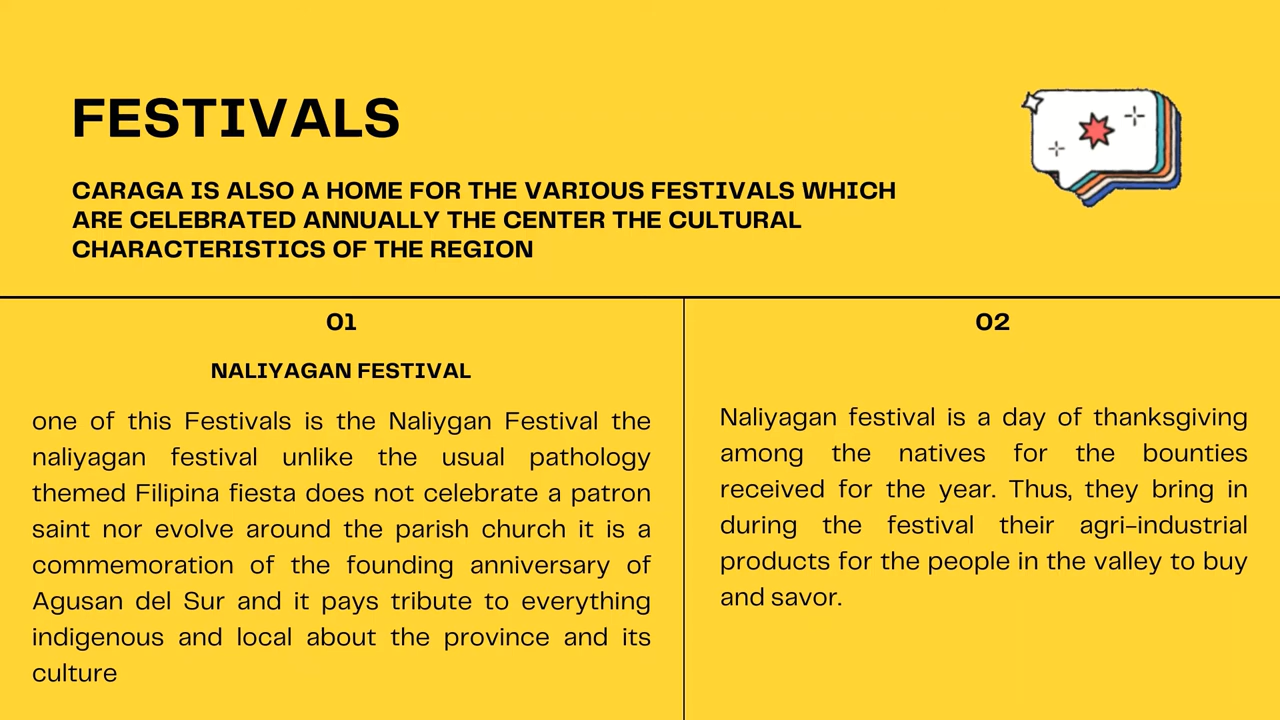 FESTIVALS
CARAGA IS ALSO A HOME FOR THE VARIOUS FESTIVALS WHICH
ARE CELEBRATED ANNUALLY THE CENTER THE CULTURAL
CHARACTERISTICS OF THE REGION
01
NALIYAGAN FESTIVAL
one of this Festivals is the Naliygan Festival the
naliyagan festival unlike the usual pathology
themed Filipina fiesta does not celebrate a patron
saint nor evolve around the parish church it is a
commemoration of the founding anniversary of
Agusan del Sur and it pays tribute to everything
indigenous and local about the province and its
culture
02
Naliyagan festival is a day of thanksgiving
among the natives for the bounties
received for the year. Thus, they bring in
during the festival their agri-industrial
products for the people in the valley to buy
and savor.